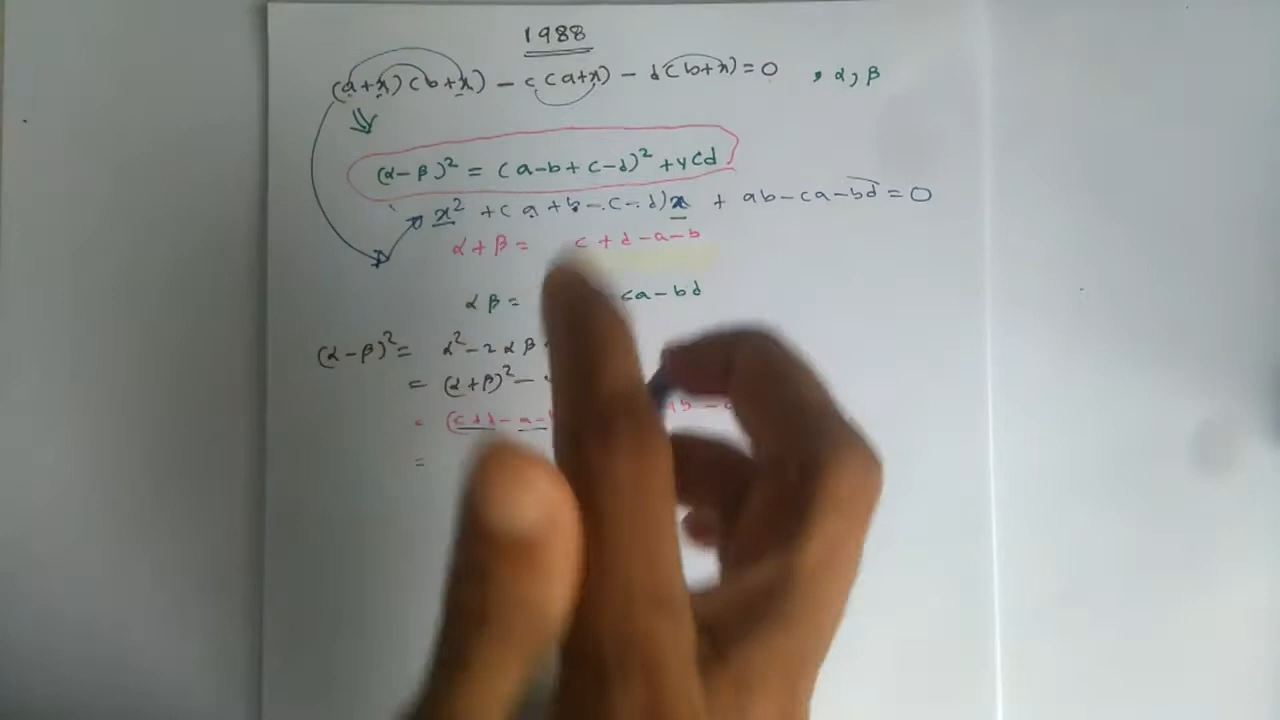 1988
(a+x)(b+x) - c(a+x) - d(b+x) = 0 , α, β
(α-β)² = (a-b+c-d)² + 4cd
x² + (a+b-c-d)x + ab-ca-bd = 0
α+β = c+d-a-b
αβ = ca-bd
(α-β)² = α²-2αβ
= (α+β)² -
= (c+d-a-
=